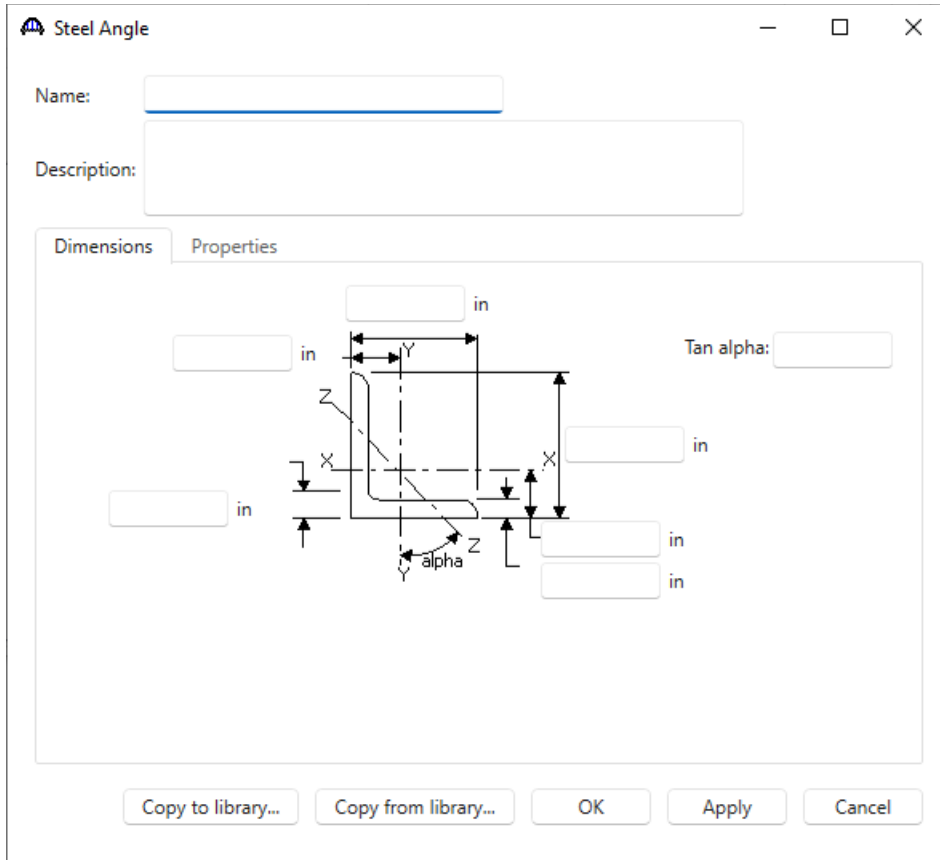 Steel Angle
Name:
Description:
Dimensions Properties
in
in Y Tan alpha:
Z
in
X X
in
Z in
alpha
Y
in
Copy to library... Copy from library... OK Apply Cancel